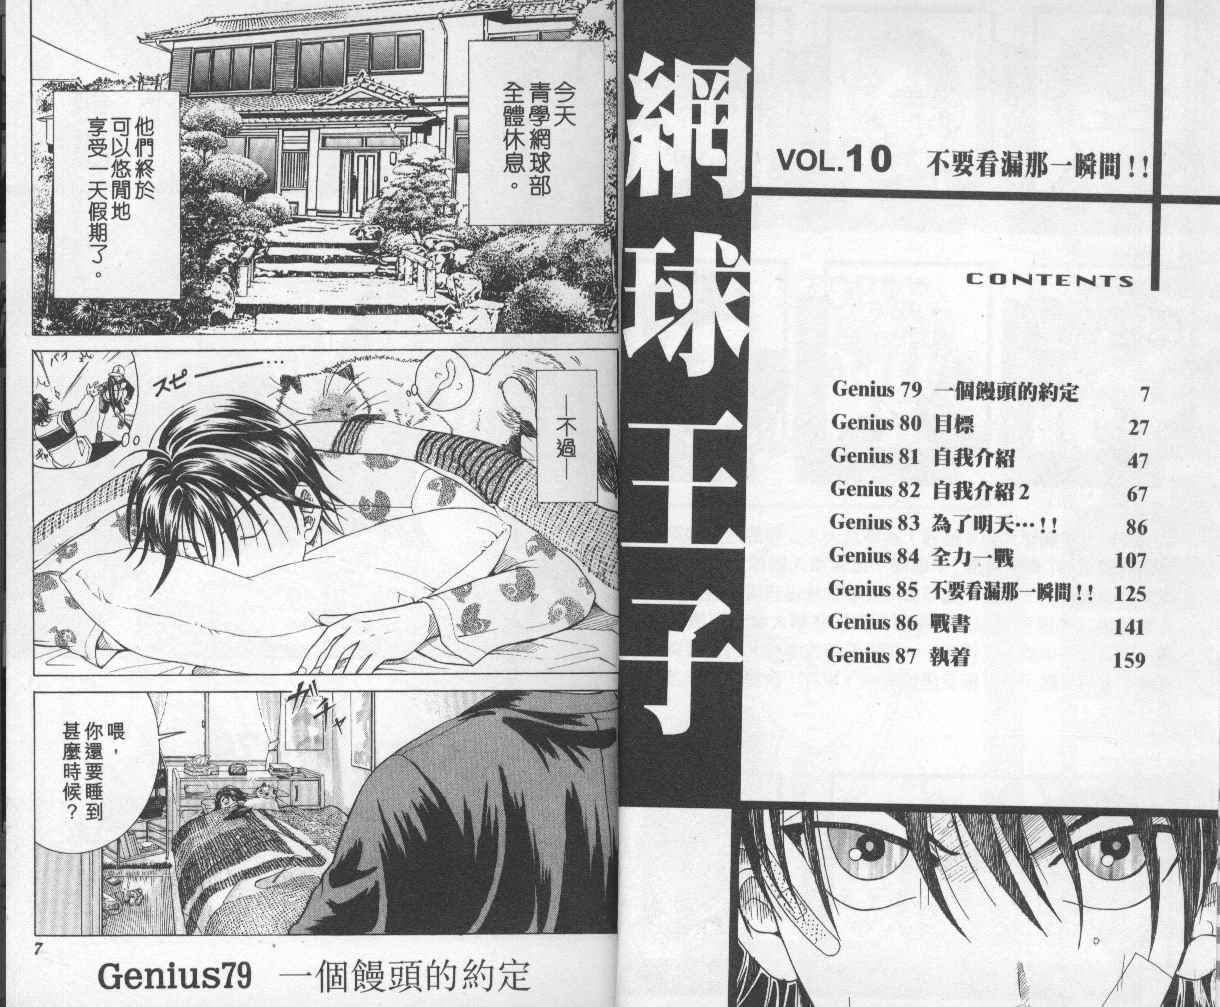 網球王子
VOL.10 不要看漏那一瞬間!!
CONTENTS
Genius 79 一個饅頭的約定 7
Genius 80 目標 27
Genius 81 自我介紹 47
Genius 82 自我介紹2 67
Genius 83 為了明天…!! 86
Genius 84 全力一戰 107
Genius 85 不要看漏那一瞬間!! 125
Genius 86 戰書 141
Genius 87 執着 159
今天
青學網球部
全體休息。
他們終於
可以悠閒地
享受一天假期了。
—不過—
スピー…
ガチャ
喂,
你還要睡到
甚麼時候?
7
Genius79 一個饅頭的約定